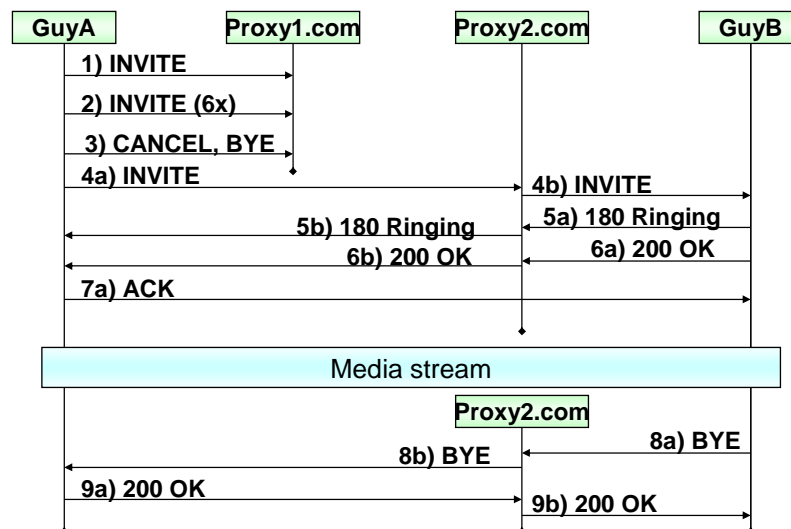 GuyA
Proxy1.com
Proxy2.com
GuyB
1) INVITE
2) INVITE (6x)
3) CANCEL, BYE
4a) INVITE
4b) INVITE
5a) 180 Ringing
5b) 180 Ringing
6a) 200 OK
6b) 200 OK
7a) ACK
Media stream
Proxy2.com
8a) BYE
8b) BYE
9a) 200 OK
9b) 200 OK